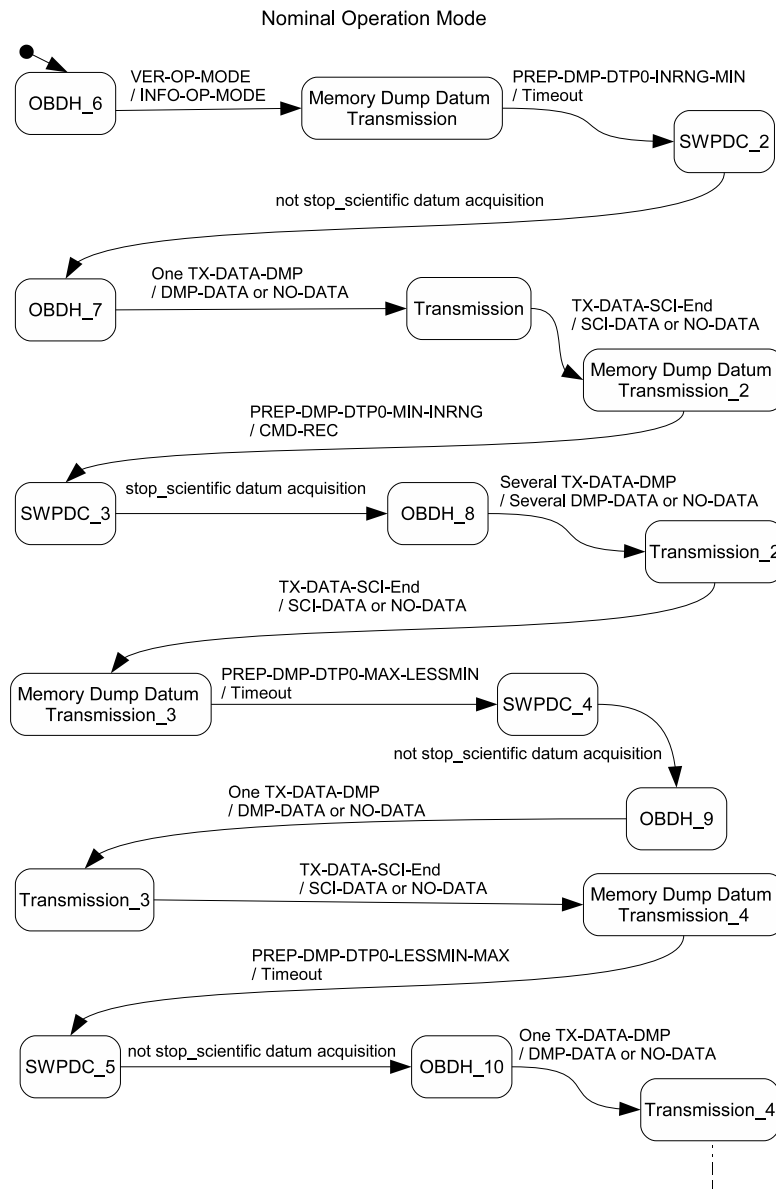 Nominal Operation Mode
OBDH_6
VER-OP-MODE
/ INFO-OP-MODE
Memory Dump Datum
Transmission
PREP-DMP-DTP0-INRNG-MIN
/ Timeout
SWPDC_2
not stop_scientific datum acquisition
OBDH_7
One TX-DATA-DMP
/ DMP-DATA or NO-DATA
Transmission
TX-DATA-SCI-End
/ SCI-DATA or NO-DATA
Memory Dump Datum
Transmission_2
PREP-DMP-DTP0-MIN-INRNG
/ CMD-REC
SWPDC_3
stop_scientific datum acquisition
OBDH_8
Several TX-DATA-DMP
/ Several DMP-DATA or NO-DATA
Transmission_2
TX-DATA-SCI-End
/ SCI-DATA or NO-DATA
Memory Dump Datum
Transmission_3
PREP-DMP-DTP0-MAX-LESSMIN
/ Timeout
SWPDC_4
not stop_scientific datum acquisition
OBDH_9
One TX-DATA-DMP
/ DMP-DATA or NO-DATA
Transmission_3
TX-DATA-SCI-End
/ SCI-DATA or NO-DATA
Memory Dump Datum
Transmission_4
PREP-DMP-DTP0-LESSMIN-MAX
/ Timeout
SWPDC_5
not stop_scientific datum acquisition
OBDH_10
One TX-DATA-DMP
/ DMP-DATA or NO-DATA
Transmission_4